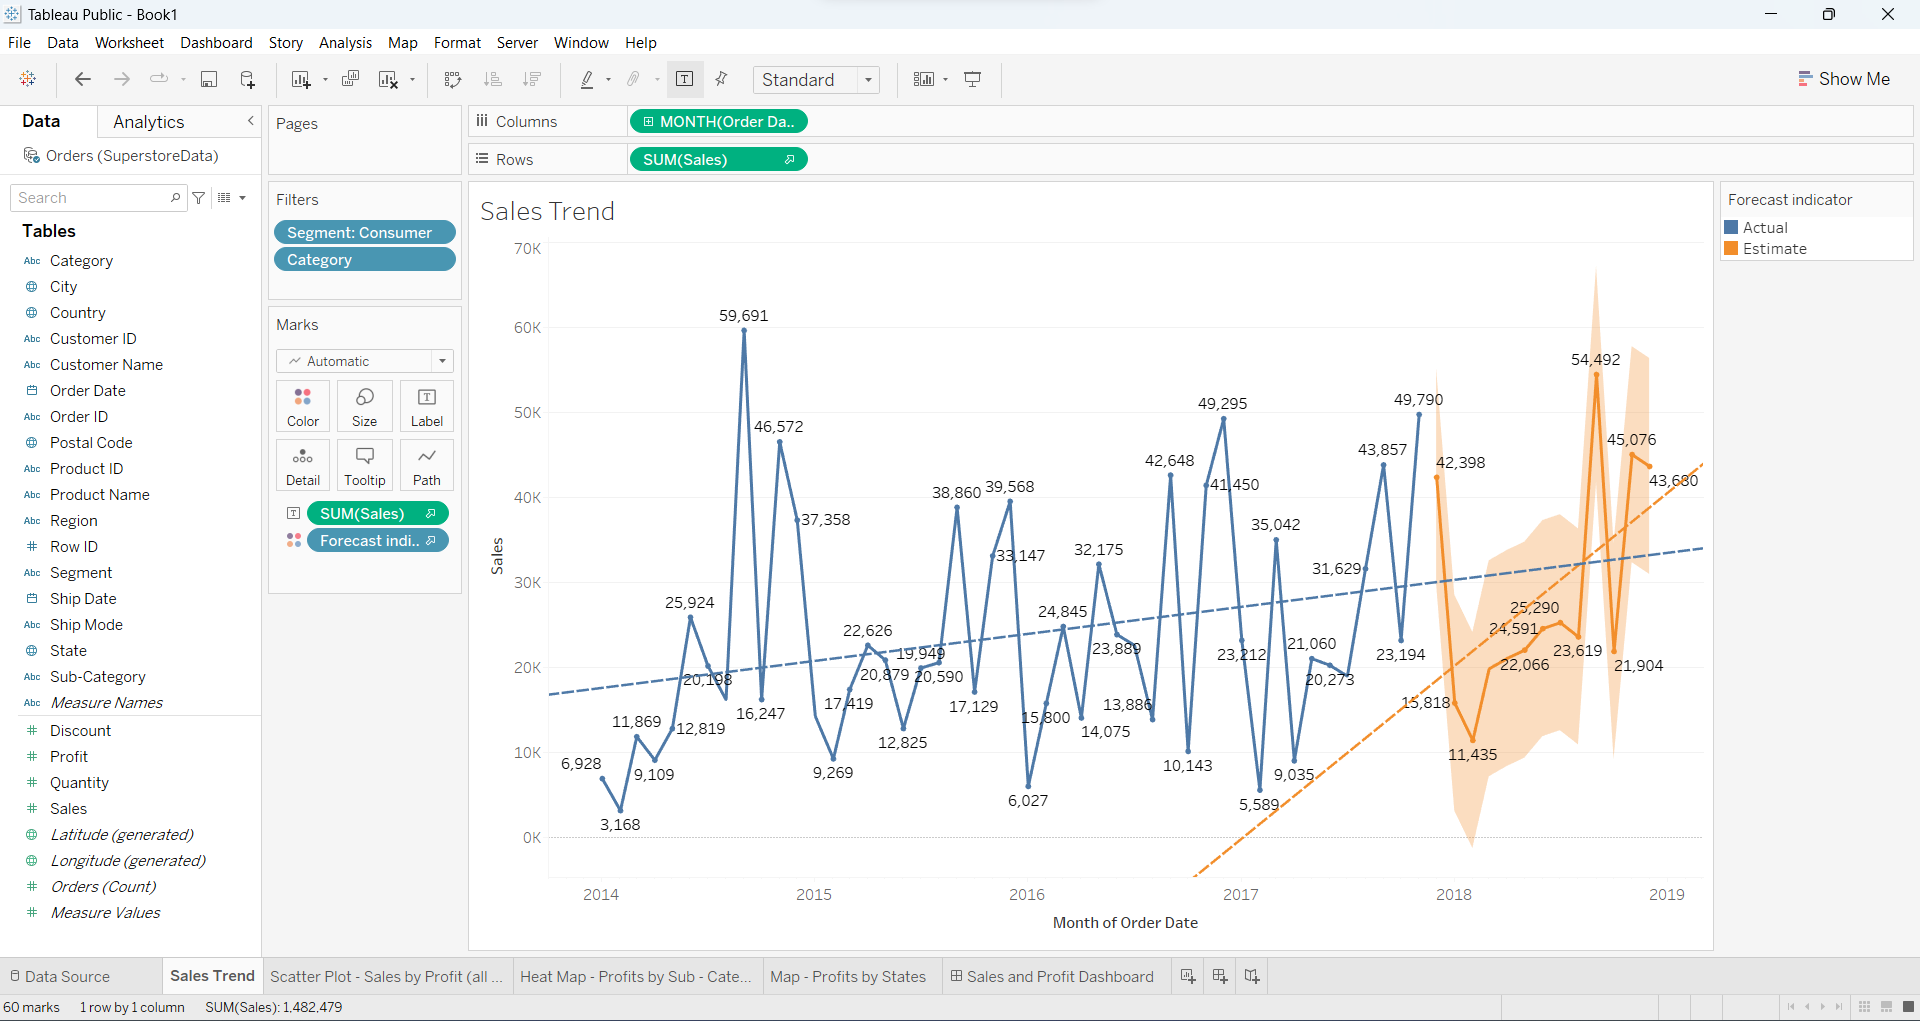 Tableau Public - Book1
File Data Worksheet Dashboard Story Analysis Map Format Server Window Help
Standard
Show Me
Data Analytics
Orders (SuperstoreData)
Search
Tables
Abc Category
City
Country
Abc Customer ID
Abc Customer Name
Order Date
Abc Order ID
Postal Code
Abc Product ID
Abc Product Name
Abc Region
# Row ID
Abc Segment
Ship Date
Abc Ship Mode
State
Abc Sub-Category
Abc Measure Names
# Discount
# Profit
# Quantity
# Sales
Latitude (generated)
Longitude (generated)
# Orders (Count)
# Measure Values
Pages
Filters
Segment: Consumer
Category
Marks
Automatic
Color Size Label
Detail Tooltip Path
SUM(Sales)
Forecast indi..
Columns MONTH(Order Da..
Rows SUM(Sales)
Sales Trend
70K
60K
50K
40K
30K
20K
10K
0K
Sales
6,928
3,168
11,869
9,109
12,819
25,924
20,198
59,691
16,247
46,572
37,358
9,269
17,419
22,626
20,879
12,825
19,949
20,590
38,860
17,129
33,147
39,568
6,027
15,800
24,845
14,075
32,175
23,889
13,886
42,648
10,143
41,450
49,295
23,212
5,589
35,042
9,035
21,060
20,273
31,629
43,857
23,194
49,790
42,398
15,818
11,435
22,066
24,591
25,290
23,619
54,492
21,904
45,076
43,680
2014 2015 2016 2017 2018 2019
Month of Order Date
Forecast indicator
Actual
Estimate
Data Source Sales Trend Scatter Plot - Sales by Profit (all ... Heat Map - Profits by Sub - Cate... Map - Profits by States Sales and Profit Dashboard
60 marks 1 row by 1 column SUM(Sales): 1,482,479